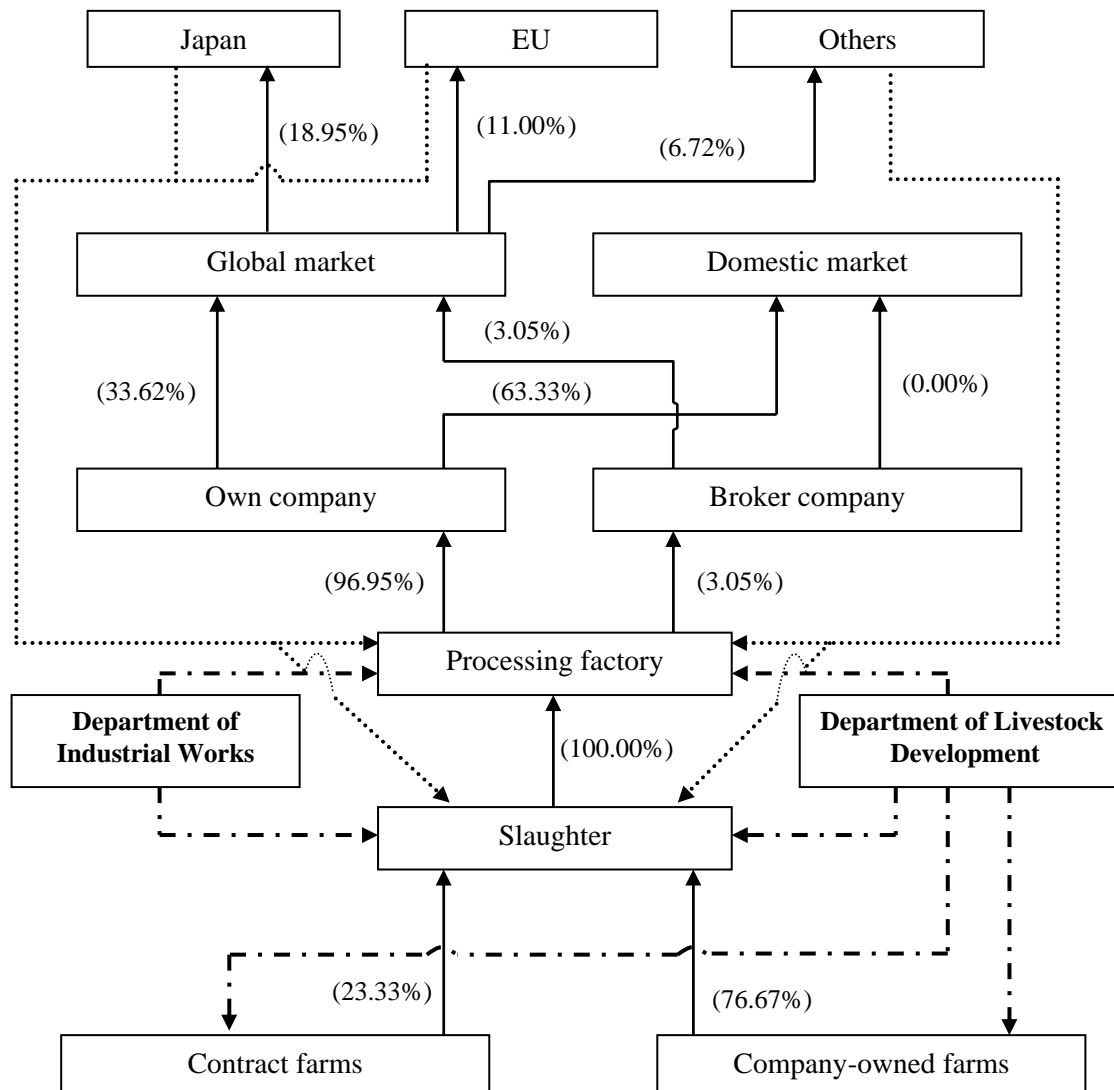 Japan
EU
Others
(18.95%)
(11.00%)
(6.72%)
Global market
Domestic market
(3.05%)
(33.62%)
(63.33%)
(0.00%)
Own company
Broker company
(96.95%)
(3.05%)
Processing factory
Department of
Industrial Works
Department of Livestock
Development
(100.00%)
Slaughter
(23.33%)
(76.67%)
Contract farms
Company-owned farms